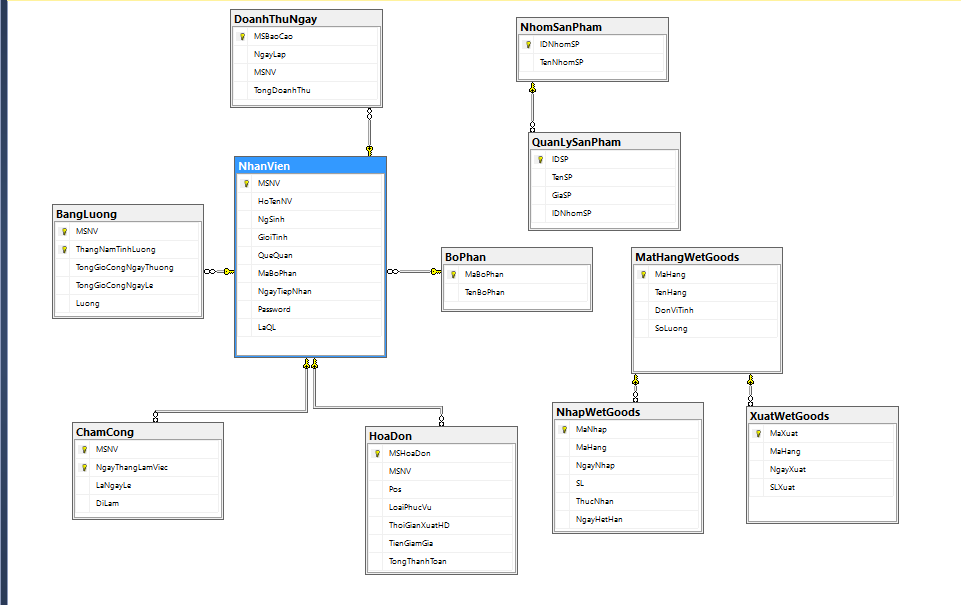 DoanhThuNgay
MSBaoCao
NgayLap
MSNV
TongDoanhThu
NhomSanPham
IDNhomSP
TenNhomSP
QuanLySanPham
IDSP
TenSP
GiaSP
IDNhomSP
NhanVien
MSNV
HoTenNV
NgSinh
GioiTinh
QueQuan
MaBoPhan
NgayTiepNhan
Password
LaQL
BangLuong
MSNV
ThangNamTinhLuong
TongGioCongNgayThuong
TongGioCongNgayLe
Luong
BoPhan
MaBoPhan
TenBoPhan
MatHangWetGoods
MaHang
TenHang
DonViTinh
SoLuong
ChamCong
MSNV
NgayThangLamViec
LaNgayLe
DiLam
HoaDon
MSHoaDon
MSNV
Pos
LoaiPhucVu
ThoiGianXuatHD
TienGiamGia
TongThanhToan
NhapWetGoods
MaNhap
MaHang
NgayNhap
SL
ThucNhan
NgayHetHan
XuatWetGoods
MaXuat
MaHang
NgayXuat
SLXuat